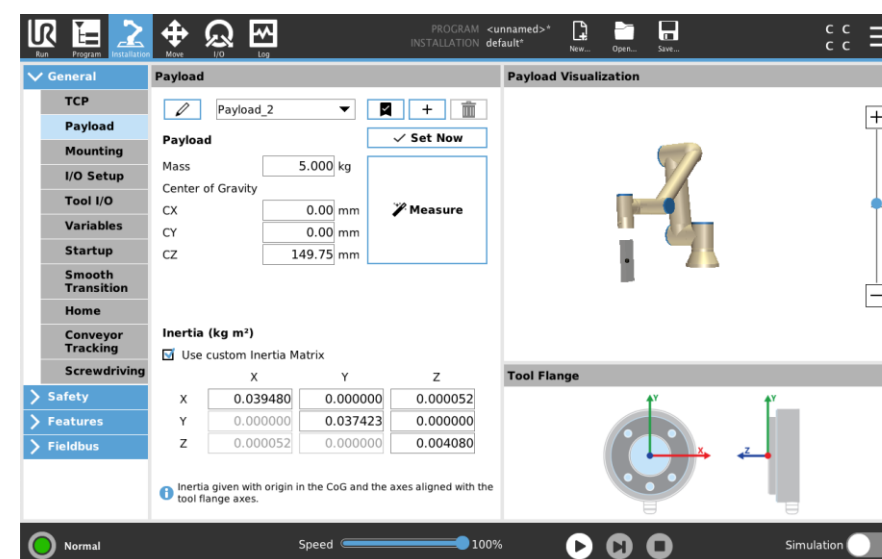 PROGRAM <unnamed>*
INSTALLATION default*
UR
Run
Program
Installation
Move
I/O
Log
New...
Open...
Save...
C C
C C
General
TCP
Payload
Mounting
I/O Setup
Tool I/O
Variables
Startup
Smooth
Transition
Home
Conveyor
Tracking
Screwdriving
Safety
Features
Fieldbus
Payload
Payload_2
Payload
Set Now
Mass 5.000 kg
Center of Gravity
CX 0.00 mm
CY 0.00 mm
CZ 149.75 mm
Measure
Inertia (kg m²)
Use custom Inertia Matrix
X Y Z
X 0.039480 0.000000 0.000052
Y 0.000000 0.037423 0.000000
Z 0.000052 0.000000 0.004080
Inertia given with origin in the CoG and the axes aligned with the
tool flange axes.
Payload Visualization
Tool Flange
Y
X
Y
Z
Normal
Speed 100%
Simulation